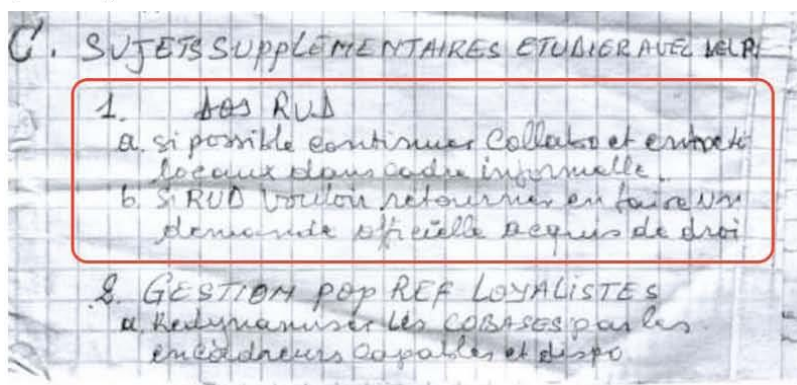 C. SUJETS SUPPLÉMENTAIRES ETUDIER AVEC
1. DOS RUD
a. si possible continuer Collabo et
locaux dans cadre informelle.
b. Si RUD vouloir retourner en faire une
demande officielle acquis de droi
2. GESTION POP REF LOYALISTES
a. Redynamiser les COBASES par les
encadreurs capables et dispo